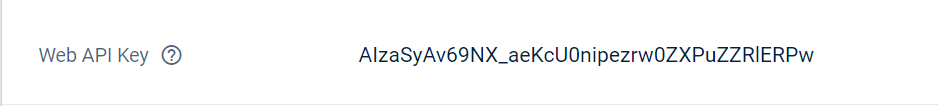 Web API Key ?
AIzaSyAv69NX_aeKcU0nipezrw0ZXPuZZRlERPw